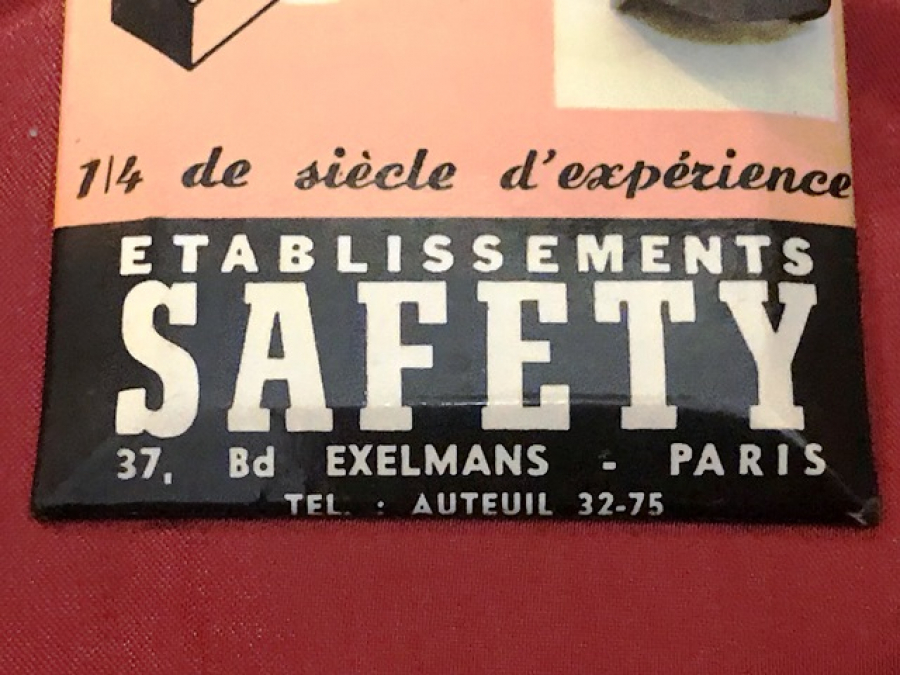 1/4 de siècle d'expérience
ETABLISSEMENTS
SAFETY
37, Bd EXELMANS - PARIS
TEL. : AUTEUIL 32-75